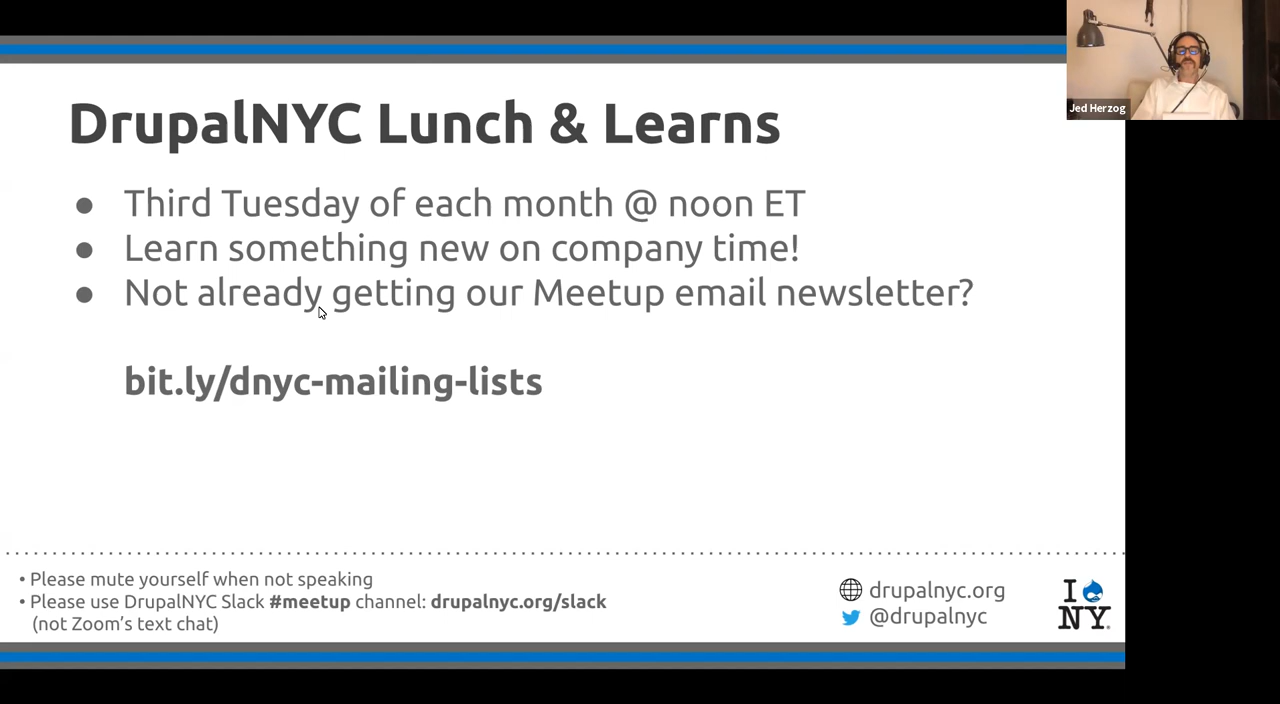 DrupalNYC Lunch & Learns
● Third Tuesday of each month @ noon ET
● Learn something new on company time!
● Not already getting our Meetup email newsletter?
bit.ly/dnyc-mailing-lists
• Please mute yourself when not speaking
• Please use DrupalNYC Slack #meetup channel: drupalnyc.org/slack
(not Zoom’s text chat)
drupalnyc.org
@drupalnyc
I
NY®
Jed Herzog